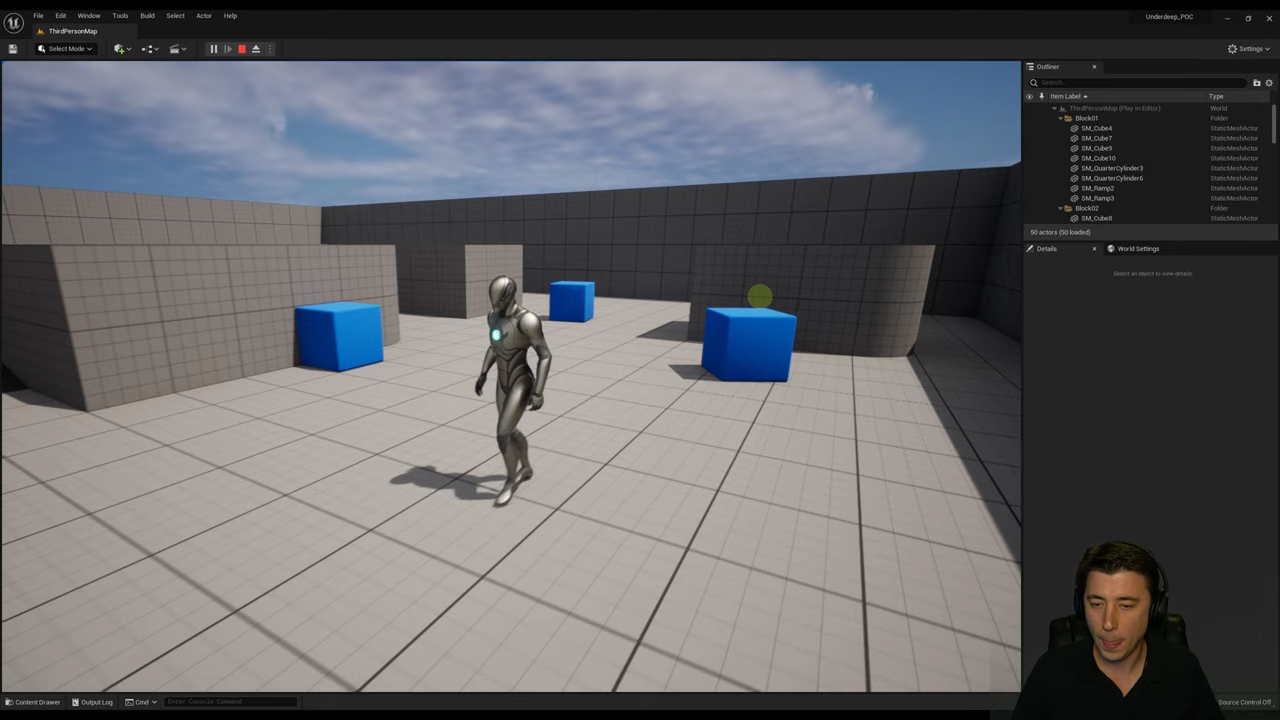 File Edit Window Tools Build Select Actor Help
Underdeep_POC
ThirdPersonMap
Select Mode
Settings
Outliner
Search...
Item Label Type
ThirdPersonMap (Play In Editor) World
Block01 Folder
SM_Cube4 StaticMeshActor
SM_Cube7 StaticMeshActor
SM_Cube9 StaticMeshActor
SM_Cube10 StaticMeshActor
SM_QuarterCylinder3 StaticMeshActor
SM_QuarterCylinder6 StaticMeshActor
SM_Ramp2 StaticMeshActor
SM_Ramp3 StaticMeshActor
Block02 Folder
SM_Cube8 StaticMeshActor
50 actors (50 loaded)
Details World Settings
Select an object to view details.
Content Drawer Output Log Cmd Enter Console Command
Source Control Off